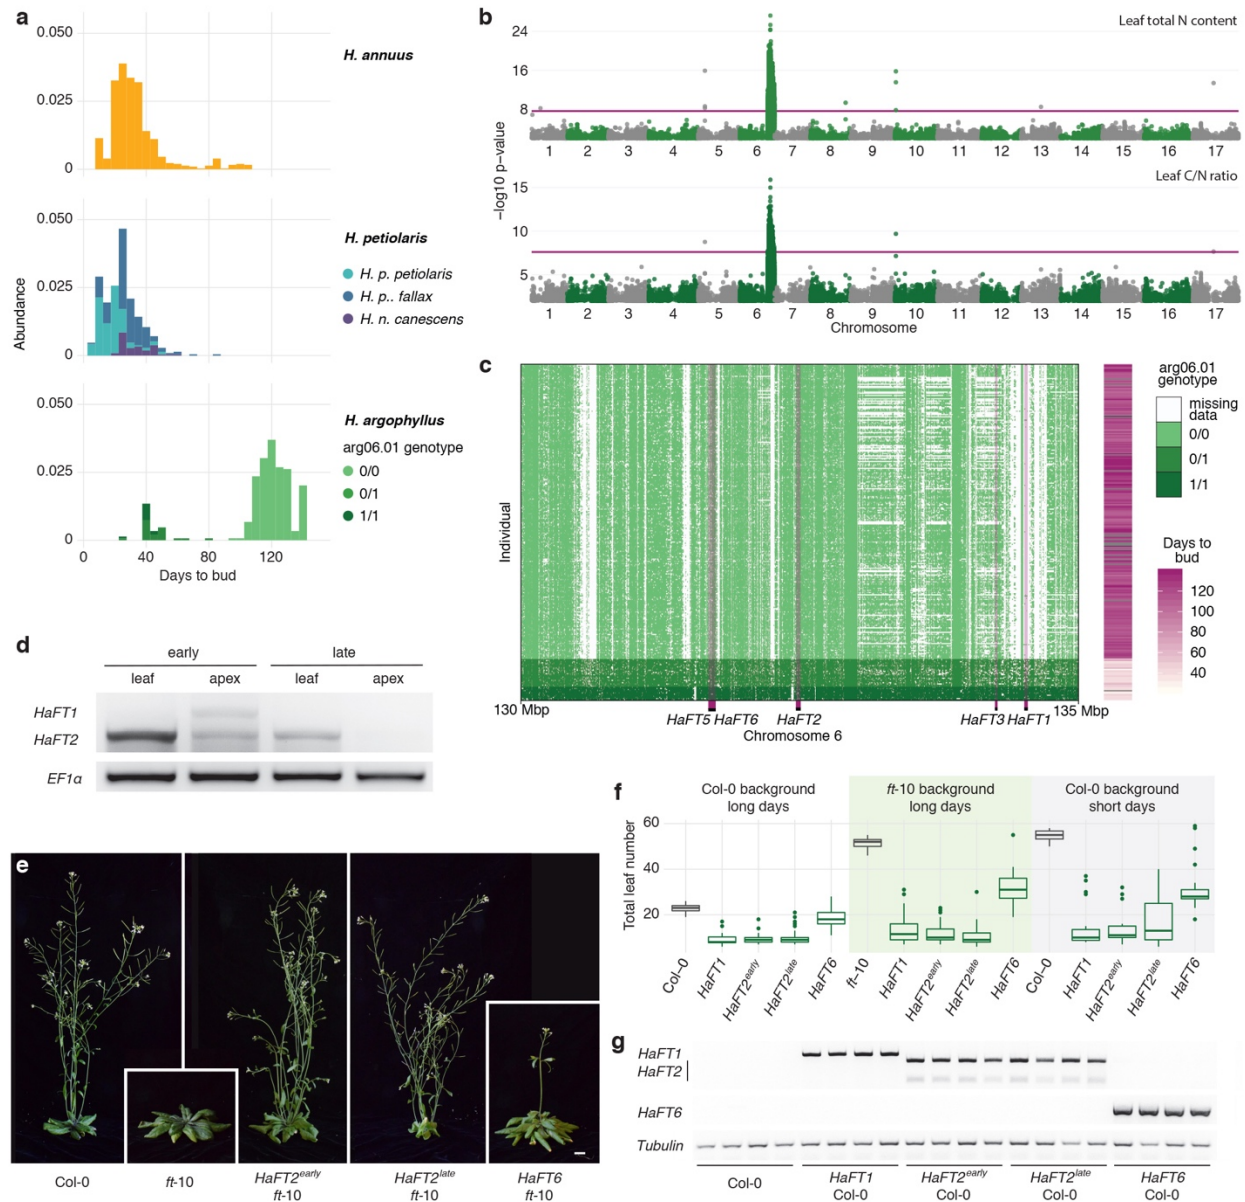 a
0.050
0.025
0
H. annuus
0.050
0.025
0
H. petiolaris
H. p. petiolaris
H. p.. fallax
H. n. canescens
Abundance
0.050
0.025
0
H. argophyllus
arg06.01 genotype
0/0
0/1
1/1
0 40 80 120
Days to bud
b
Leaf total N content
24
16
8
1 2 3 4 5 6 7 8 9 10 11 12 13 14 15 16 17
Leaf C/N ratio
15
10
5
−log10 p−value
1 2 3 4 5 6 7 8 9 10 11 12 13 14 15 16 17
Chromosome
c
Individual
130 Mbp
135 Mbp
HaFT5 HaFT6 HaFT2 HaFT3 HaFT1
Chromosome 6
arg06.01
genotype
missing
data
0/0
0/1
1/1
Days to
bud
120
100
80
60
40
d
early late
leaf apex leaf apex
HaFT1
HaFT2
EF1α
e
Col-0
ft-10
HaFT2early
ft-10
HaFT2late
ft-10
HaFT6
ft-10
f
Col-0 background
long days
ft-10 background
long days
Col-0 background
short days
Total leaf number
60
40
20
Col-0 HaFT1 HaFT2early HaFT2late HaFT6 ft-10 HaFT1 HaFT2early HaFT2late HaFT6 Col-0 HaFT1 HaFT2early HaFT2late HaFT6
g
HaFT1
HaFT2
HaFT6
Tubulin
Col-0
HaFT1
Col-0
HaFT2early
Col-0
HaFT2late
Col-0
HaFT6
Col-0